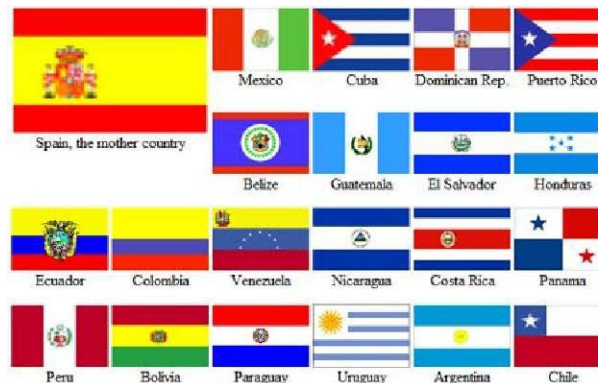 Mexico Cuba Dominican Rep. Puerto Rico
Spain, the mother country
Belize Guatemala El Salvador Honduras
Ecuador Colombia Venezuela Nicaragua Costa Rica Panama
Peru Bolivia Paraguay Uruguay Argentina Chile